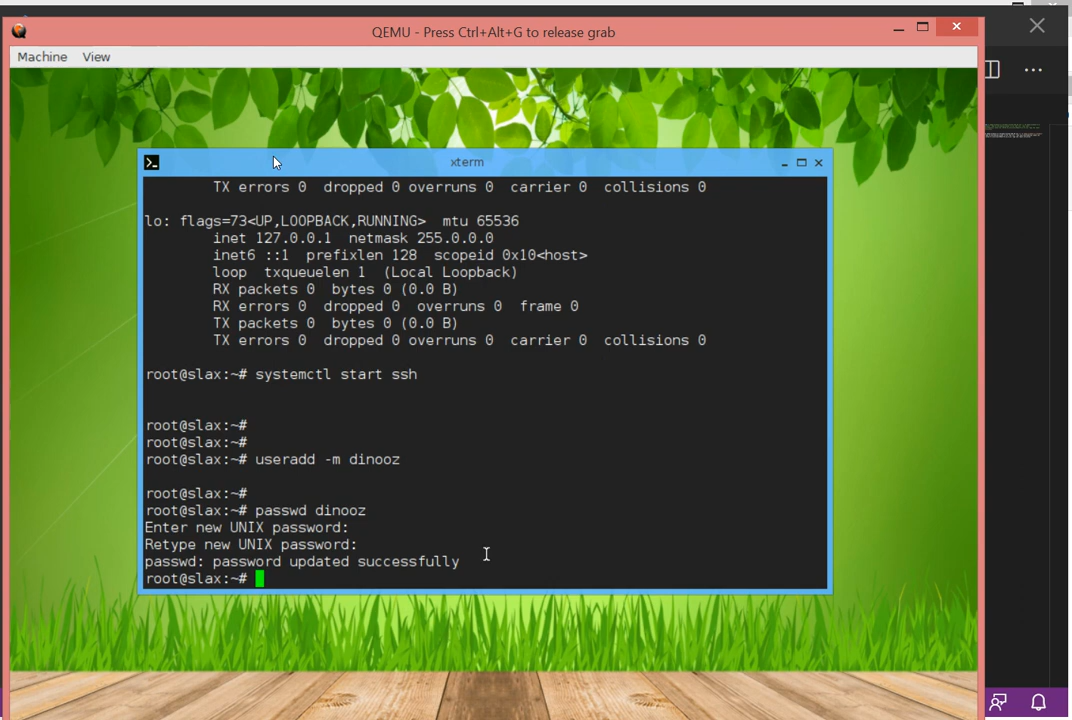 QEMU - Press Ctrl+Alt+G to release grab
Machine View
xterm
TX errors 0  dropped 0 overruns 0  carrier 0  collisions 0
lo: flags=73<UP,LOOPBACK,RUNNING>  mtu 65536
inet 127.0.0.1  netmask 255.0.0.0
inet6 ::1  prefixlen 128  scopeid 0x10<host>
loop  txqueuelen 1  (Local Loopback)
RX packets 0  bytes 0 (0.0 B)
RX errors 0  dropped 0  overruns 0  frame 0
TX packets 0  bytes 0 (0.0 B)
TX errors 0  dropped 0 overruns 0  carrier 0  collisions 0
root@slax:~# systemctl start ssh
root@slax:~#
root@slax:~#
root@slax:~# useradd -m dinooz
root@slax:~#
root@slax:~# passwd dinooz
Enter new UNIX password:
Retype new UNIX password:
passwd: password updated successfully
root@slax:~#